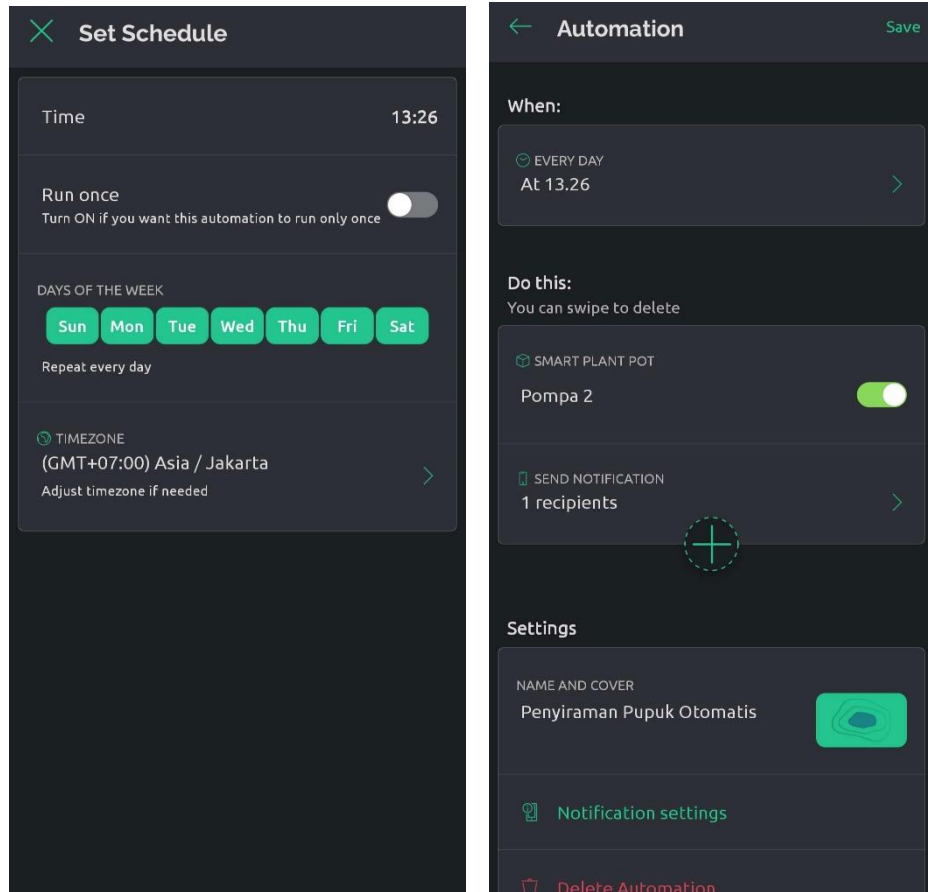 Set Schedule
Time 13:26
Run once
Turn ON if you want this automation to run only once
DAYS OF THE WEEK
Sun Mon Tue Wed Thu Fri Sat
Repeat every day
TIMEZONE
(GMT+07:00) Asia / Jakarta
Adjust timezone if needed
Automation Save
When:
EVERY DAY
At 13.26
Do this:
You can swipe to delete
SMART PLANT POT
Pompa 2
SEND NOTIFICATION
1 recipients
Settings
NAME AND COVER
Penyiraman Pupuk Otomatis
Notification settings
Delete Automation